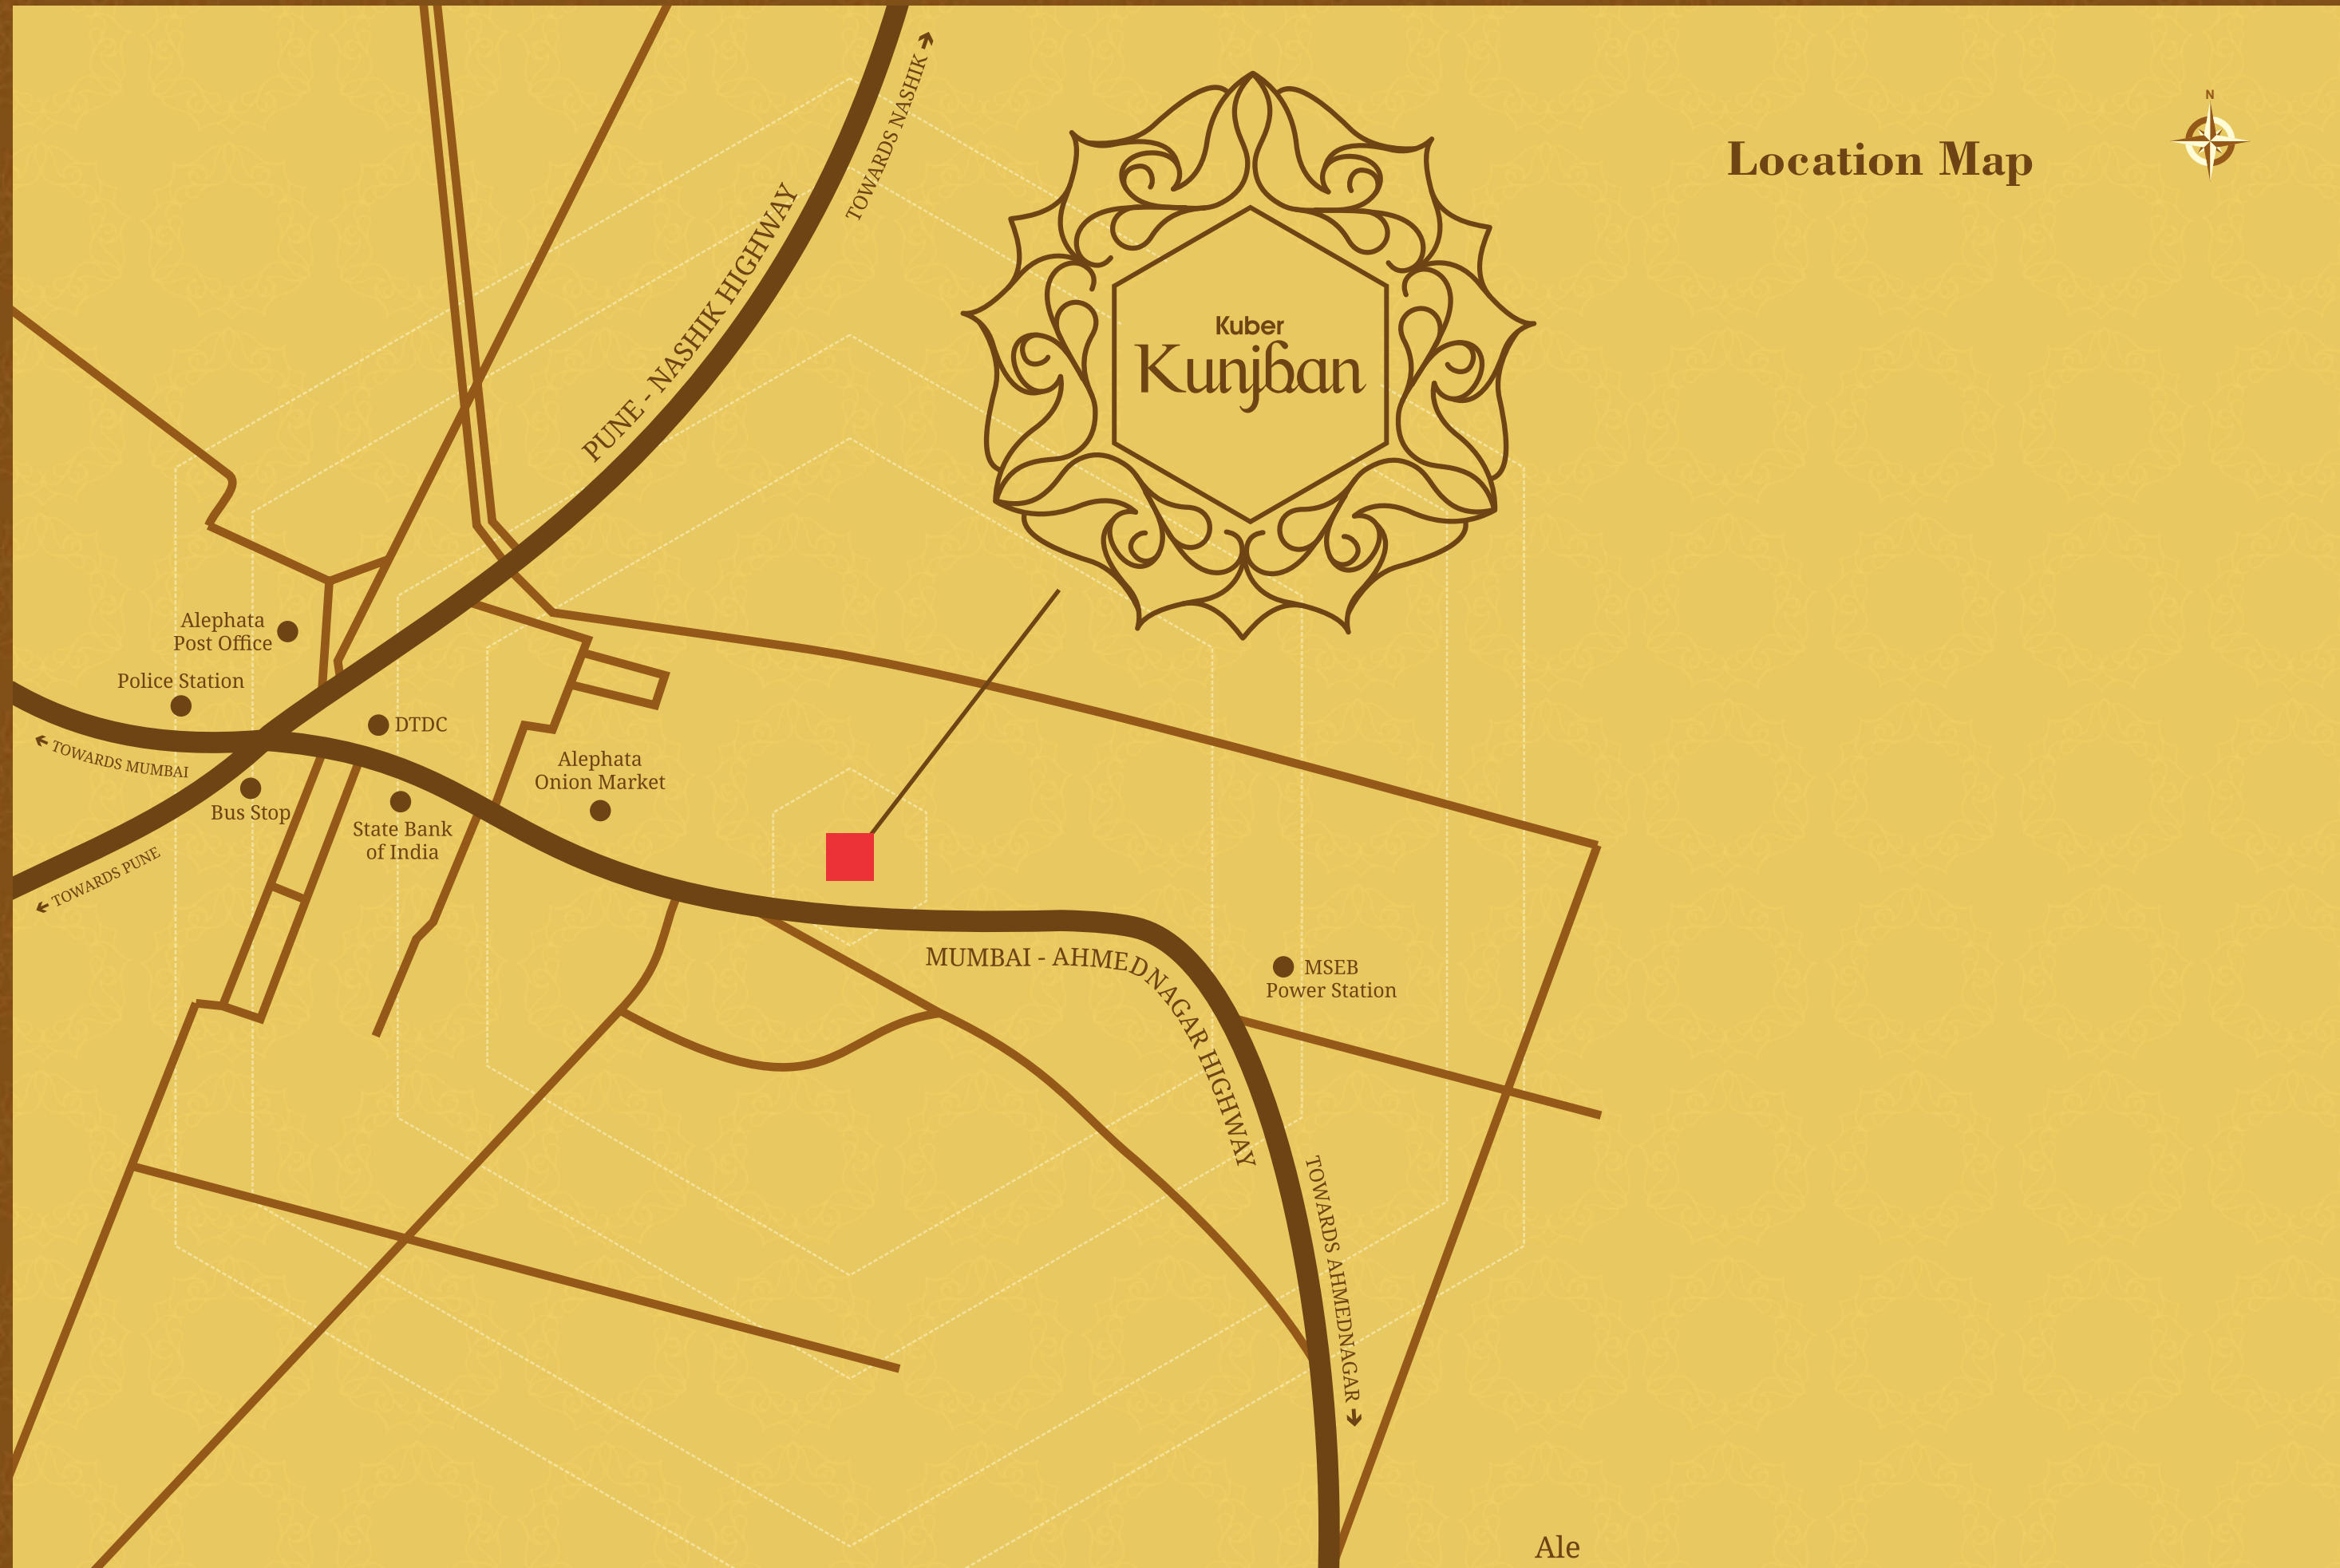 N
Location Map
TOWARDS NASHIK
PUNE - NASHIK HIGHWAY
Kuber
Kunjban
Alephata
Post Office
Police Station
DTDC
TOWARDS MUMBAI
Alephata
Onion Market
Bus Stop
State Bank
of India
TOWARDS PUNE
MUMBAI - AHMEDNAGAR HIGHWAY
MSEB
Power Station
TOWARDS AHMEDNAGAR
Ale